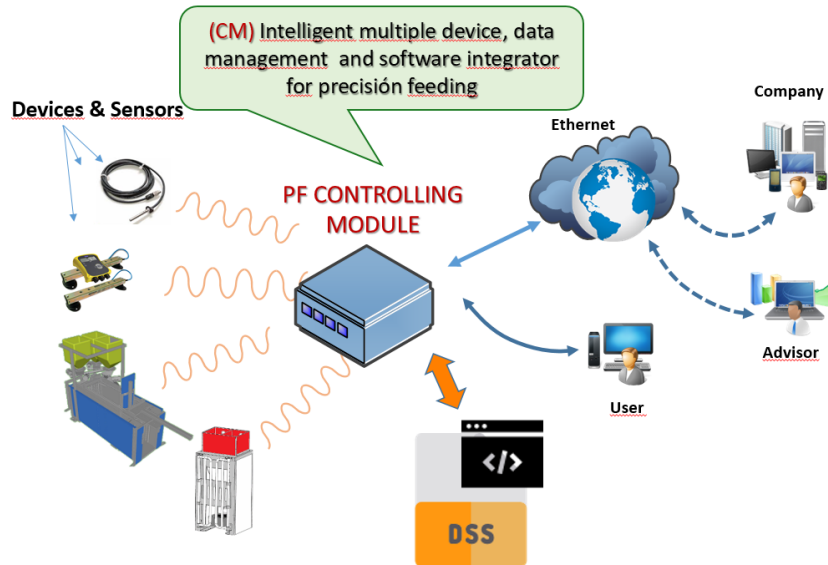 (CM) Intelligent multiple device, data
management and software integrator
for precisión feeding
Devices & Sensors
Company
Ethernet
PF CONTROLLING
MODULE
Advisor
User
</>
DSS